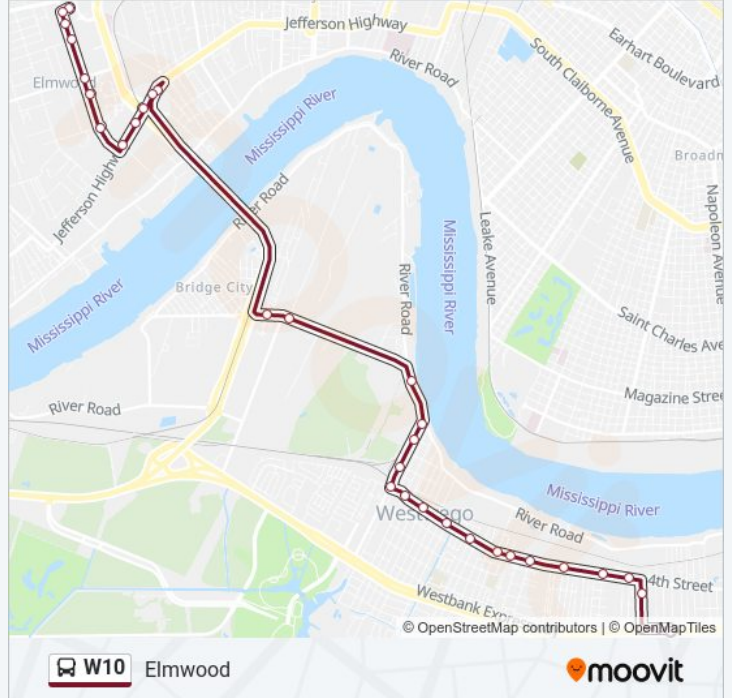 Jefferson Highway
Earhart Boulevard
South Claiborne Avenue
River Road
Elmwood
Mississippi River
Broadm
Jefferson Highw
River Road
Napoleon Avenue
Leake Avenue
Mississippi River
River Road
Bridge City
Mississippi River
Saint Charles Ave
Magazine Stree
River Road
Mississippi River
Westwego
River Road
4th Street
Westbank Exp
© OpenStreetMap contributors | © OpenMapTiles
W10 Elmwood
moovit